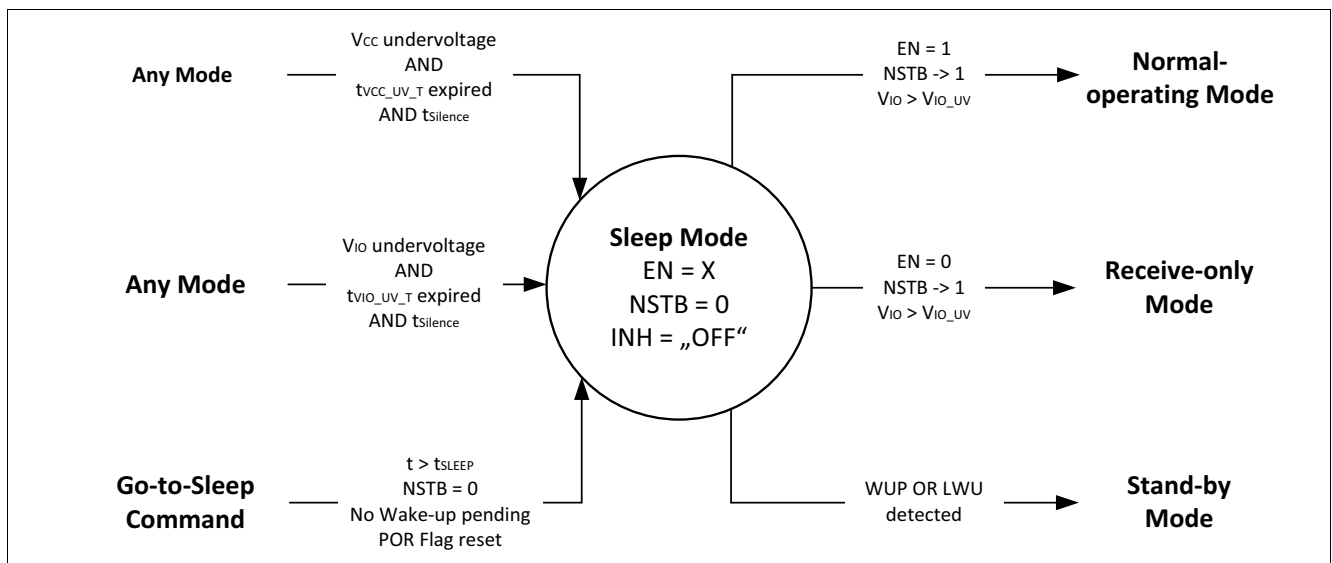 Any Mode
Vcc undervoltage
AND
tVCC_UV_T expired
AND tSilence
EN = 1
NSTB -> 1
VIO > VIO_UV
Normal-
operating Mode
Any Mode
VIO undervoltage
AND
tVIO_UV_T expired
AND tSilence
Sleep Mode
EN = X
NSTB = 0
INH = „OFF“
EN = 0
NSTB -> 1
VIO > VIO_UV
Receive-only
Mode
Go-to-Sleep
Command
t > tSLEEP
NSTB = 0
No Wake-up pending
POR Flag reset
WUP OR LWU
detected
Stand-by
Mode